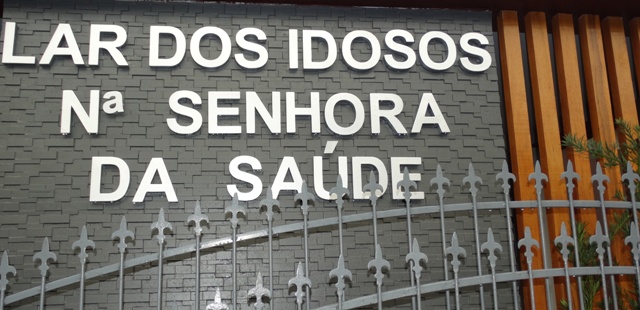 LAR DOS IDOSOS
Nª SENHORA
DA SAÚDE